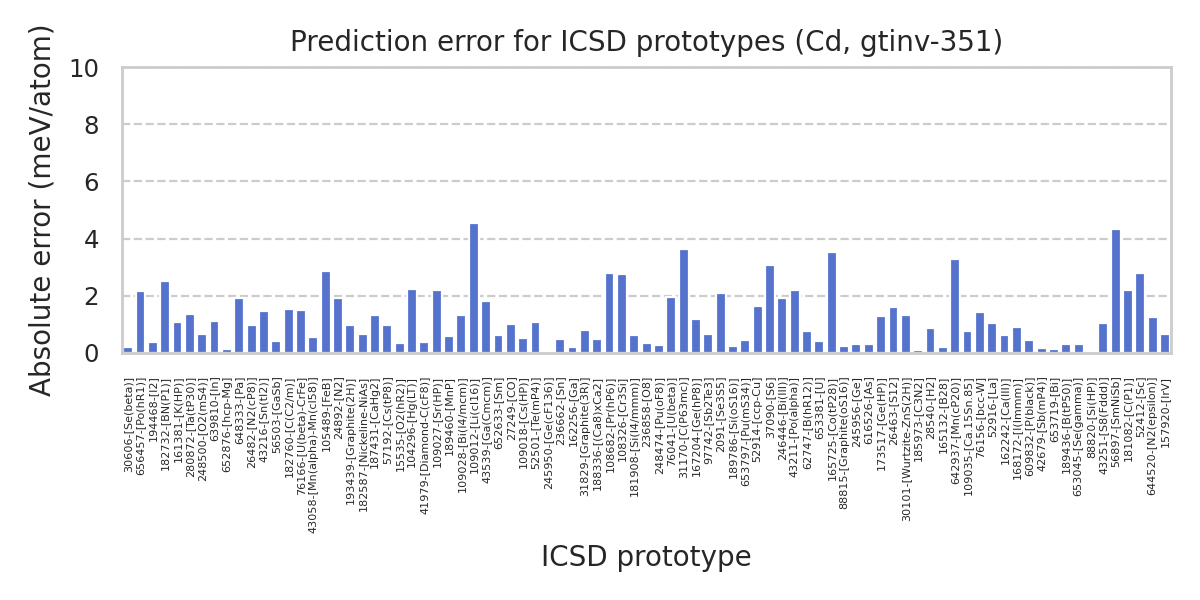 Prediction error for ICSD prototypes (Cd, gtinv-351)
Absolute error (meV/atom)
10
8
6
4
2
0
30606-[Se(beta)]
656457-[Po(hR1)]
194468-[I2]
182732-[BN(P1)]
161381-[K(HP)]
280872-[Ta(tP30)]
248500-[O2(mS4)]
639810-[In]
652876-[hcp-Mg]
648333-[Pa]
26482-[N2(cP8)]
43216-[Sn(tI2)]
56503-[GaSb]
182760-[C(C2/m)]
76166-[U(beta)-CrFe]
43058-[Mn(alpha)-Mn(cI58)]
105489-[FeB]
24892-[N2]
193439-[Graphite(2H)]
182587-[Nickeline-NiAs]
187431-[CaHg2]
57192-[Cs(tP8)]
15535-[O2(hR2)]
104296-[Hg(LT)]
41979-[Diamond-C(cF8)]
109027-[Sr(HP)]
189460-[MnP]
109028-[Bi(I4/mcm)]
109012-[Li(cI16)]
43539-[Ga(Cmcm)]
652633-[Sm]
27249-[CO]
109018-[Cs(HP)]
52501-[Te(mP4)]
245950-[Ge(cF136)]
236662-[Sn]
162256-[Ga]
31829-[Graphite(3R)]
188336-[(Ca8)xCa2]
108682-[Pr(hP6)]
108326-[Cr3Si]
181908-[Si(I4/mmm)]
236858-[O8]
248474-[Pu(oF8)]
76041-[U(beta)]
31170-[C(P63mc)]
167204-[Ge(hP8)]
97742-[Sb2Te3]
2091-[Se3S5]
189786-[Si(oS16)]
653797-[Pu(mS34)]
52914-[ccp-Cu]
37090-[S6]
246446-[Bi(III)]
43211-[Po(alpha)]
62747-[B(hR12)]
653381-[U]
165725-[Co(tP28)]
88815-[Graphite(oS16)]
245956-[Ge]
616526-[As]
173517-[Ge(HP)]
26463-[S12]
30101-[Wurtzite-ZnS(2H)]
185973-[C3N2]
28540-[H2]
165132-[B28]
642937-[Mn(cP20)]
109035-[Ca.15Sn.85]
76156-[bcc-W]
52916-[La]
162242-[Ca(III)]
168172-[I(Immm)]
609832-[P(black)]
42679-[Sb(mP4)]
653719-[Bi]
189436-[B(tP50)]
653045-[Se(gamma)]
88820-[Si(HP)]
43251-[S8(Fddd)]
56897-[SmNiSb]
181082-[C(P1)]
52412-[Sc]
644520-[N2(epsilon)]
157920-[IrV]
ICSD prototype